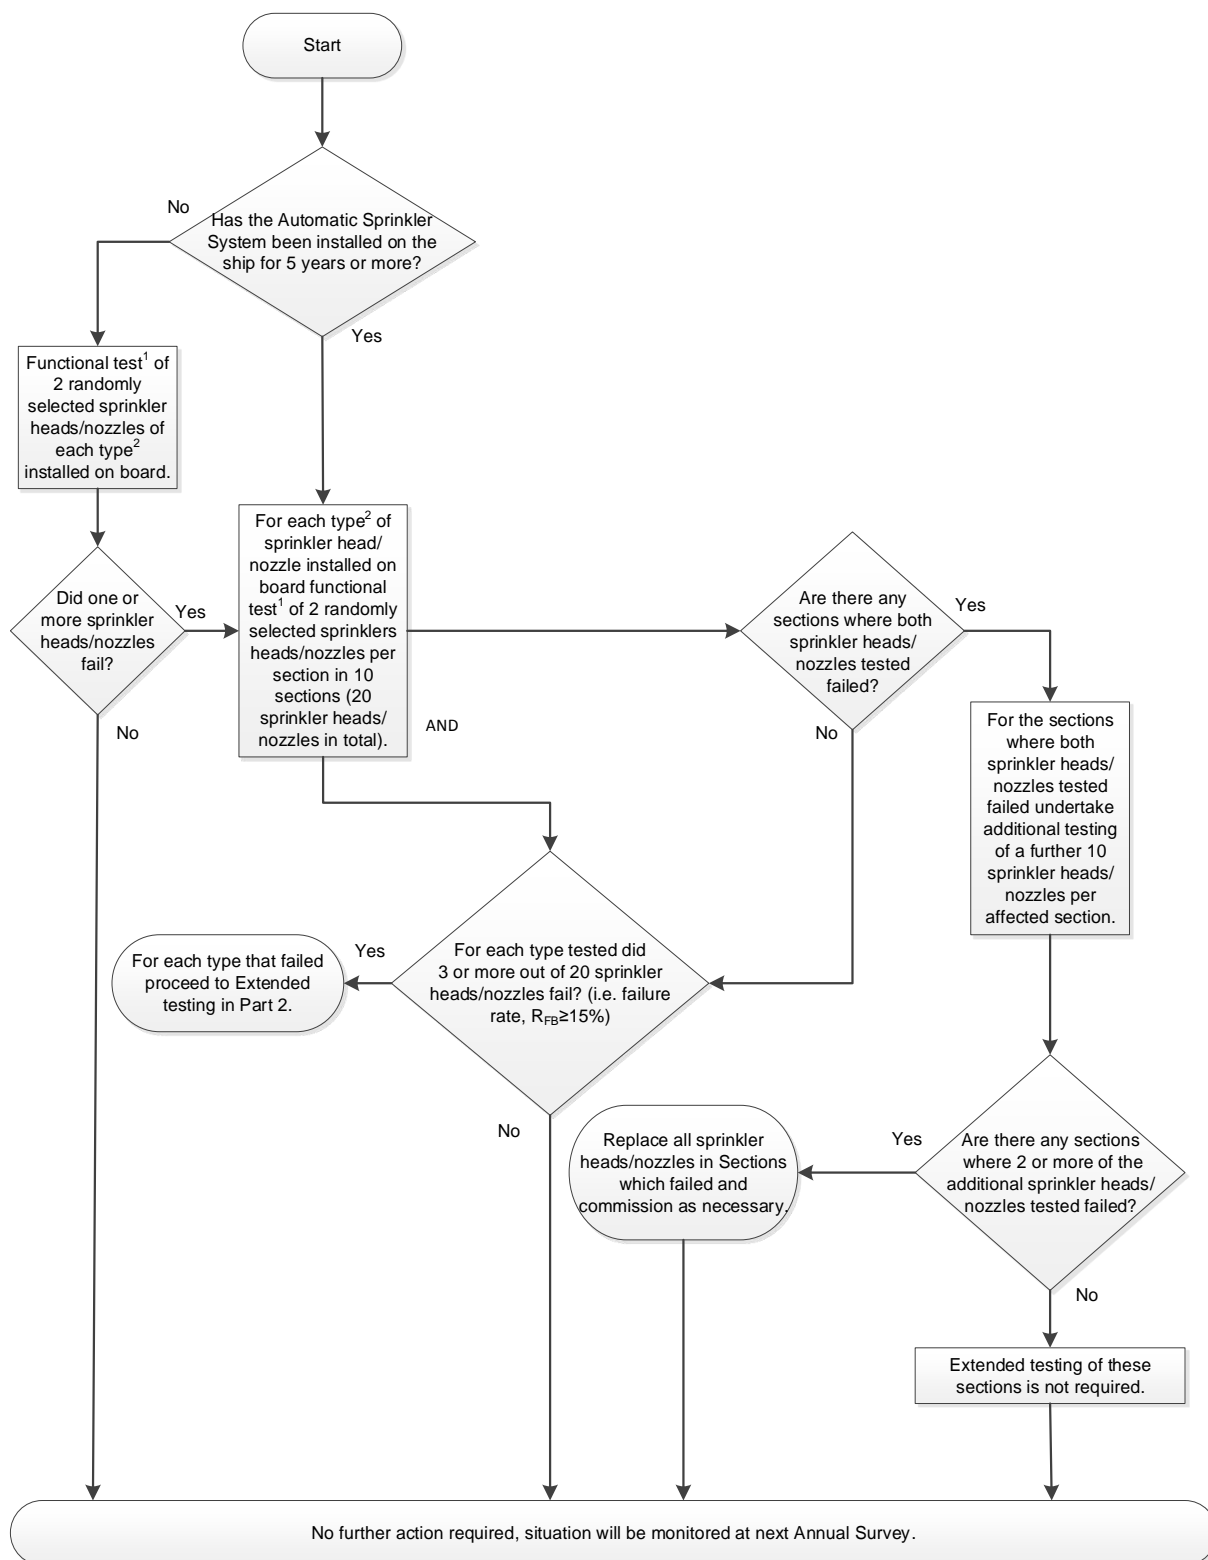 Start
No
Has the Automatic Sprinkler
System been installed on the
ship for 5 years or more?
Yes
Functional test1 of
2 randomly
selected sprinkler
heads/nozzles of
each type2
installed on board.
Did one or
more sprinkler
heads/nozzles
fail?
Yes
No
For each type2 of
sprinkler head/
nozzle installed on
board functional
test1 of 2 randomly
selected sprinklers
heads/nozzles per
section in 10
sections (20
sprinkler heads/
nozzles in total).
AND
Are there any
sections where both
sprinkler heads/
nozzles tested
failed?
Yes
No
For the sections
where both
sprinkler heads/
nozzles tested
failed undertake
additional testing
of a further 10
sprinkler heads/
nozzles per
affected section.
For each type tested did
3 or more out of 20 sprinkler
heads/nozzles fail? (i.e. failure
rate, RFB≥15%)
Yes
For each type that failed
proceed to Extended
testing in Part 2.
No
Are there any sections
where 2 or more of the
additional sprinkler heads/
nozzles tested failed?
Yes
Replace all sprinkler
heads/nozzles in Sections
which failed and
commission as necessary.
No
Extended testing of these
sections is not required.
No further action required, situation will be monitored at next Annual Survey.